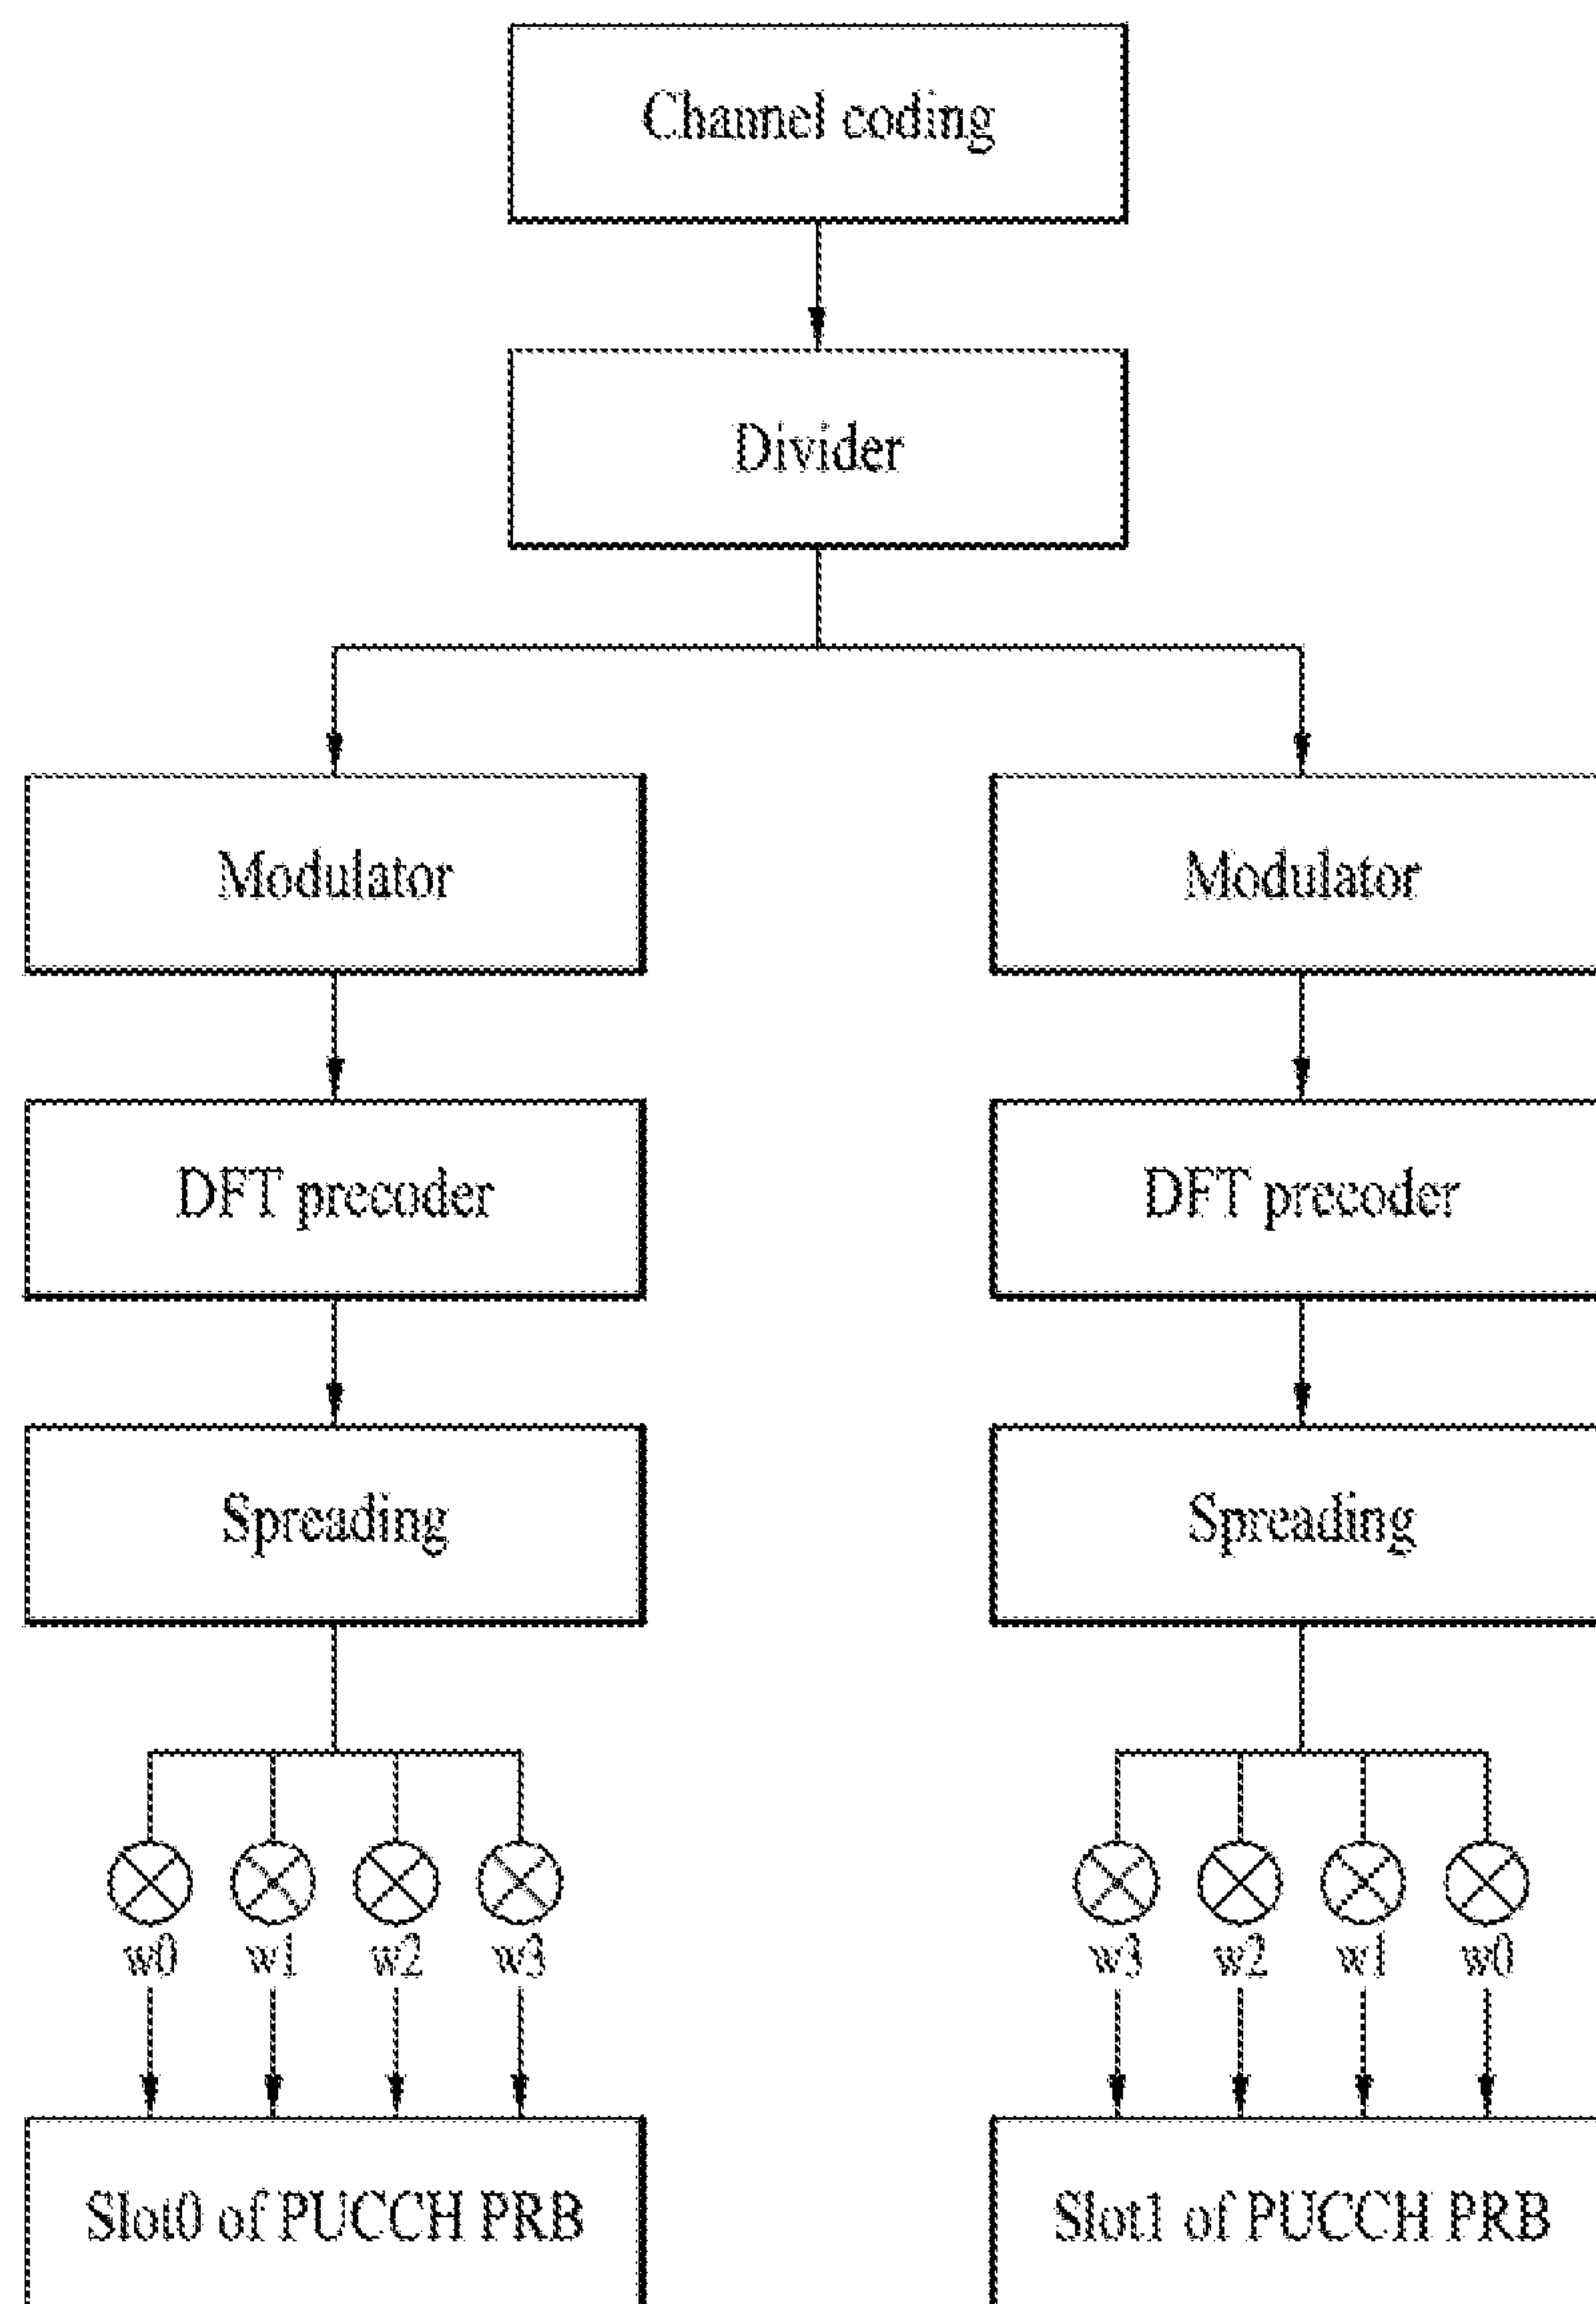 Channel coding
Divider
Modulator Modulator
DFT precoder DFT precoder
Spreading Spreading
w0 w1 w2 w3 w3 w2 w1 w0
Slot0 of PUCCH PRB Slot1 of PUCCH PRB